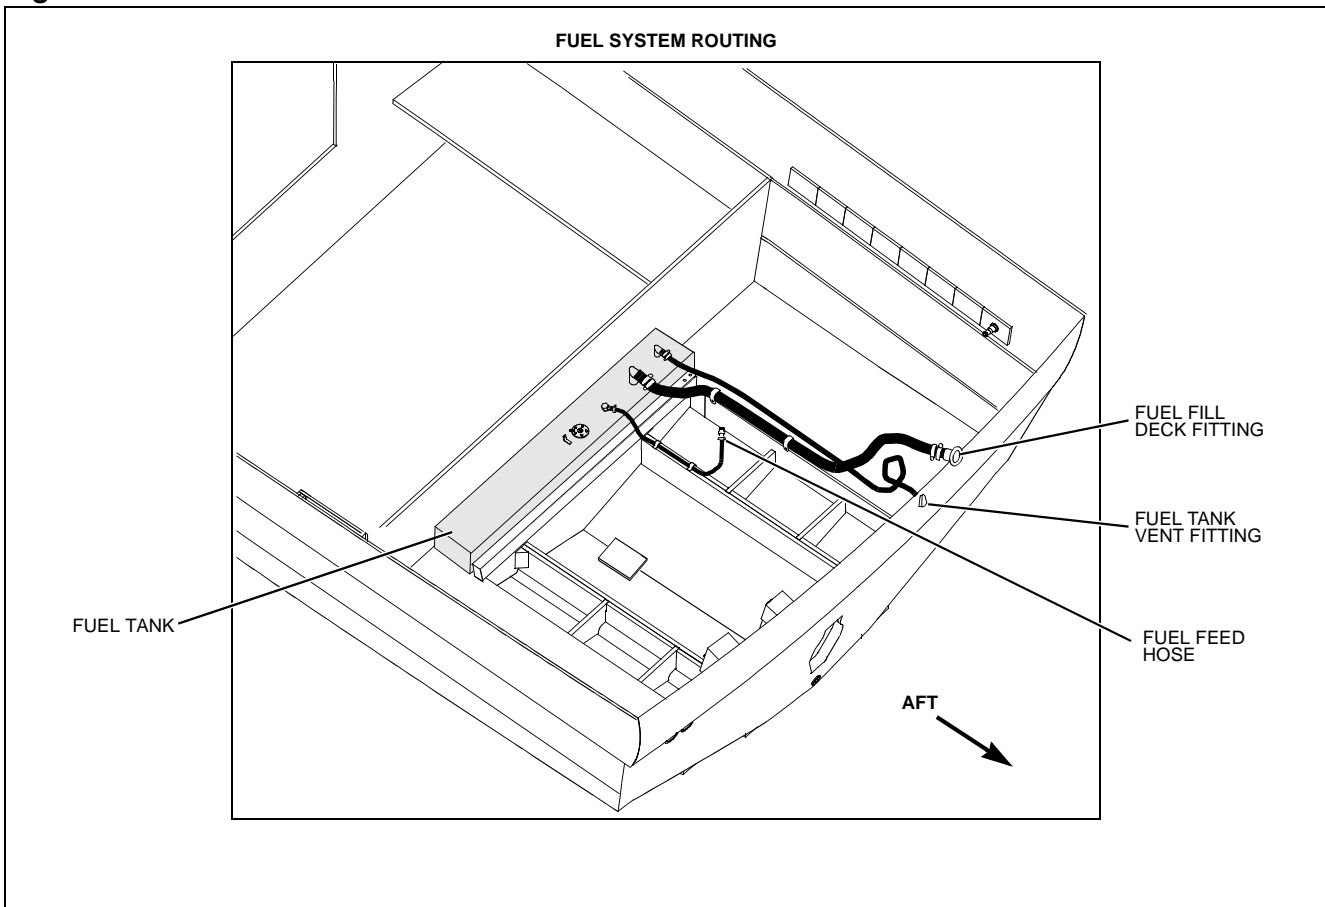 FUEL SYSTEM ROUTING
FUEL FILL
DECK FITTING
FUEL TANK
VENT FITTING
FUEL TANK
FUEL FEED
HOSE
AFT